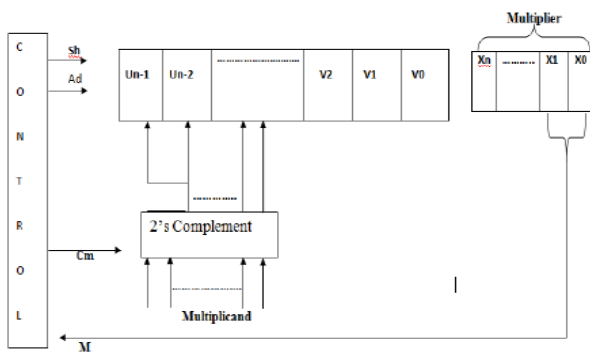 Multiplier
C O N T R O L
Sh
Ad
Un-1 Un-2 ........................ V2 V1 V0
Xn ............ X1 X0
..............
2's Complement
Cm
......................
Multiplicand
M